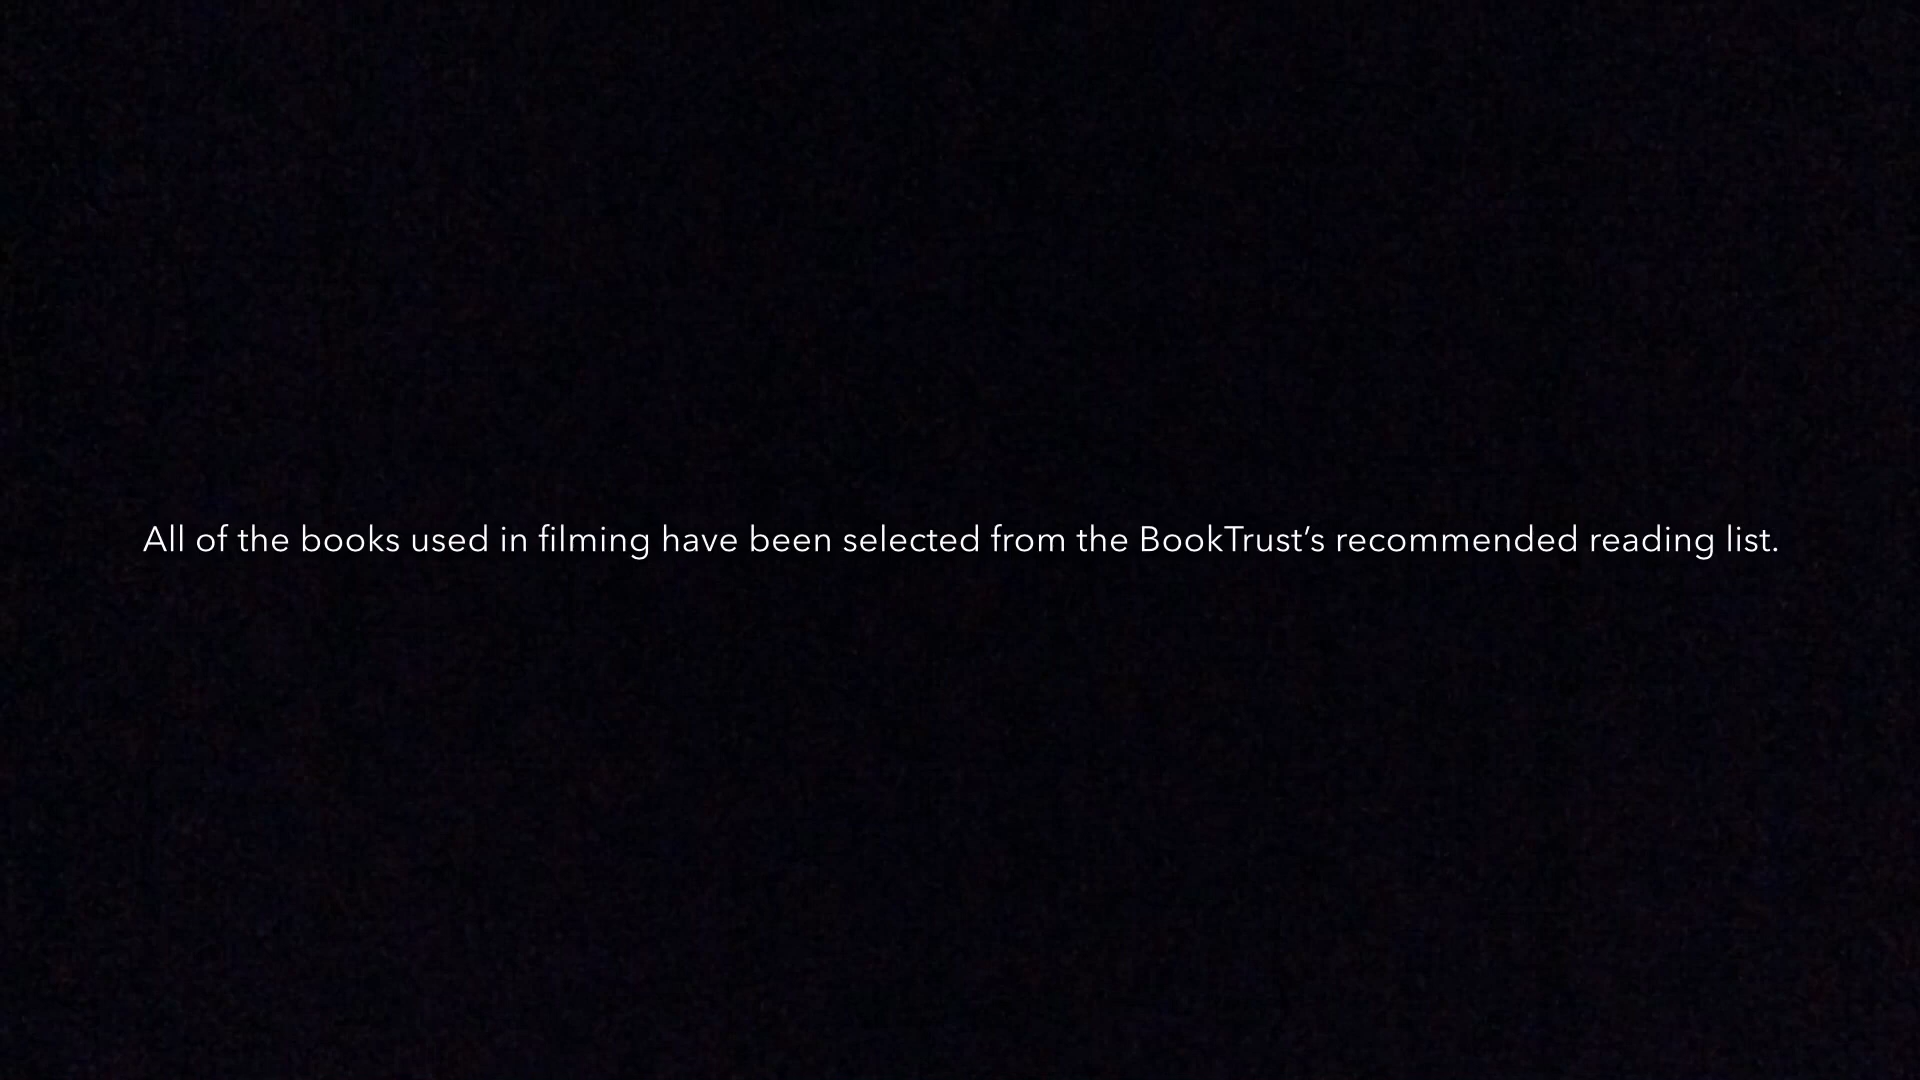 All of the books used in filming have been selected from the BookTrust’s recommended reading list.